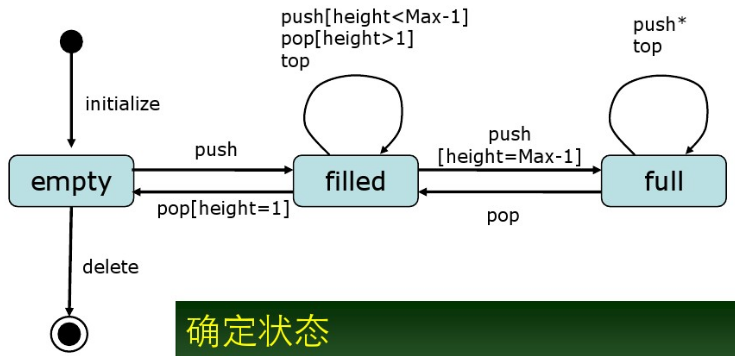 push[height<Max-1]
pop[height>1]
top
push*
top
initialize
push
push
[height=Max-1]
empty
filled
full
pop[height=1]
pop
delete
确定状态